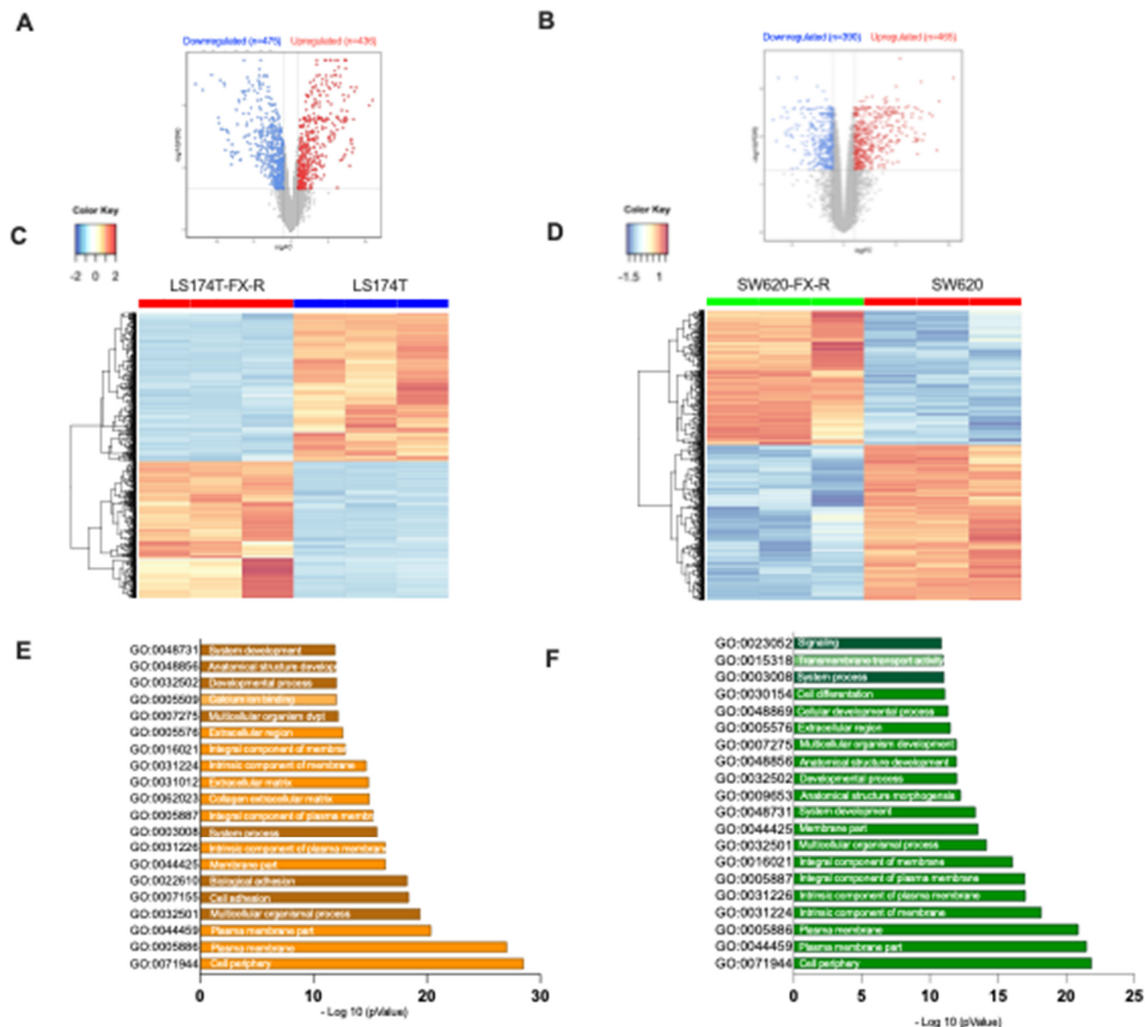 A
Downregulated (n=475) Upregulated (n=436)
logFC
B
Downregulated (n=390) Upregulated (n=465)
logFC
Color Key
-2 0 2
C
LS174T-FX-R LS174T
Color Key
-1.5 1
D
SW620-FX-R SW620
E
GO:0048731 System development
GO:0048856 Anatomical structure develop
GO:0032502 Developmental process
GO:0005509 Calcium ion binding
GO:0007275 Multicellular organism dvpt
GO:0005576 Extracellular region
GO:0016021 Integral component of membran
GO:0031224 Intrinsic component of membrane
GO:0031012 Extracellular matrix
GO:0062023 Collagen extracellular matrix
GO:0005887 Integral component of plasma membr
GO:0003008 System process
GO:0031226 Intrinsic component of plasma membrane
GO:0044425 Membrane part
GO:0022610 Biological adhesion
GO:0007155 Cell adhesion
GO:0032501 Multicellular organismal process
GO:0044459 Plasma membrane part
GO:0005886 Plasma membrane
GO:0071944 Cell periphery
0 10 20 30
- Log 10 (pValue)
F
GO:0023052 Signaling
GO:0015318 Transmembrane transport activity
GO:0003008 System process
GO:0030154 Cell differentation
GO:0048869 Cellular developmental process
GO:0005576 Extracellular region
GO:0007275 Multicellular organism development
GO:0048856 Anatomical structure development
GO:0032502 Developmental process
GO:0009653 Anatomical structure morphogensis
GO:0048731 System development
GO:0044425 Membrane part
GO:0032501 Multicellular organismal process
GO:0016021 Integral component of membrane
GO:0005887 Integral component of plasma membrane
GO:0031226 Intrinsic component of plasma membrane
GO:0031224 Intrinsic component of membrane
GO:0005886 Plasma membrane
GO:0044459 Plasma membrane part
GO:0071944 Cell periphery
0 5 10 15 20 25
- Log 10 (pValue)